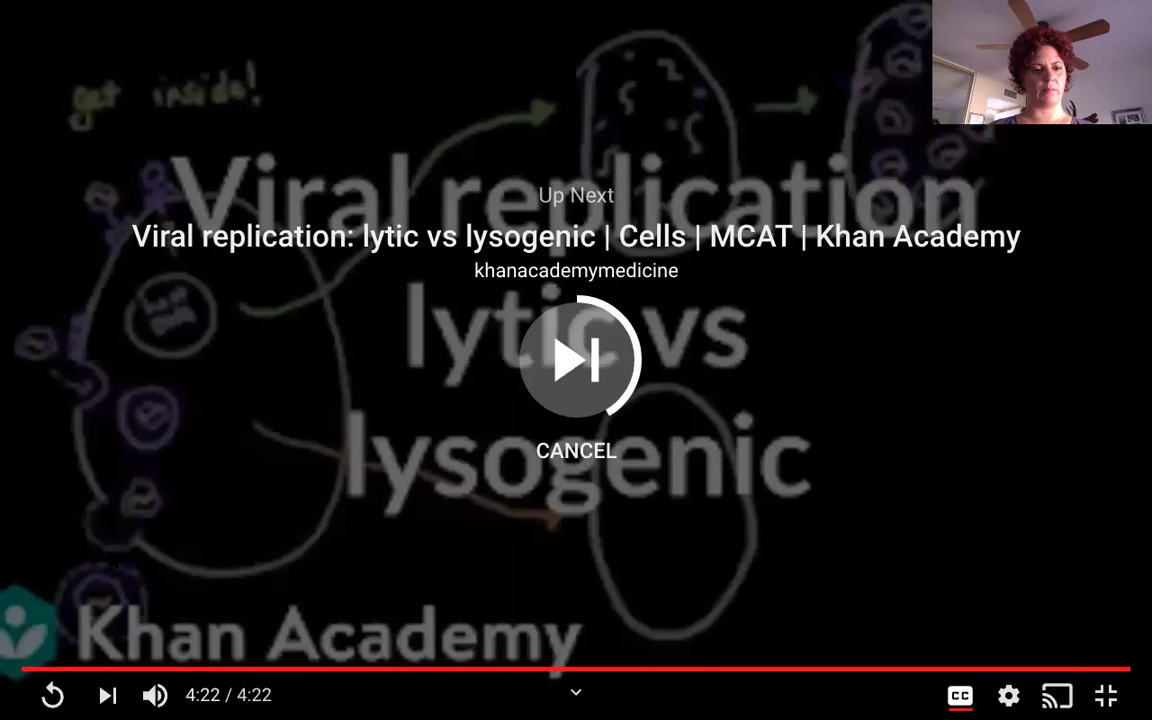 get inside!
Viral replication
Up Next
Viral replication: lytic vs lysogenic | Cells | MCAT | Khan Academy
khanacademymedicine
lytic vs
CANCEL
lysogenic
Khan Academy
4:22 / 4:22
CC